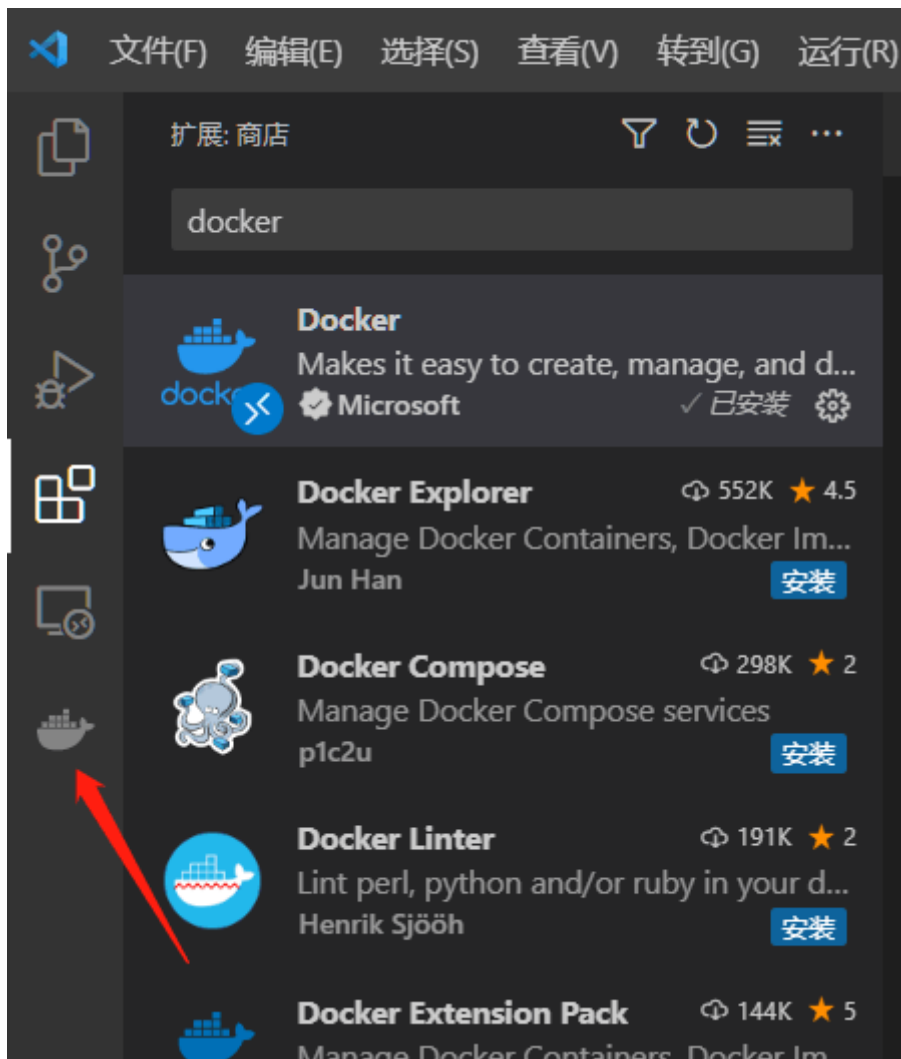 文件(F) 编辑(E) 选择(S) 查看(V) 转到(G) 运行(R)
扩展: 商店
docker
Docker
Makes it easy to create, manage, and d...
Microsoft ✓ 已安装
Docker Explorer 552K ★ 4.5
Manage Docker Containers, Docker Im...
Jun Han 安装
Docker Compose 298K ★ 2
Manage Docker Compose services
p1c2u 安装
Docker Linter 191K ★ 2
Lint perl, python and/or ruby in your d...
Henrik Sjööh 安装
Docker Extension Pack 144K ★ 5
Manage Docker Containers, Docker Im...